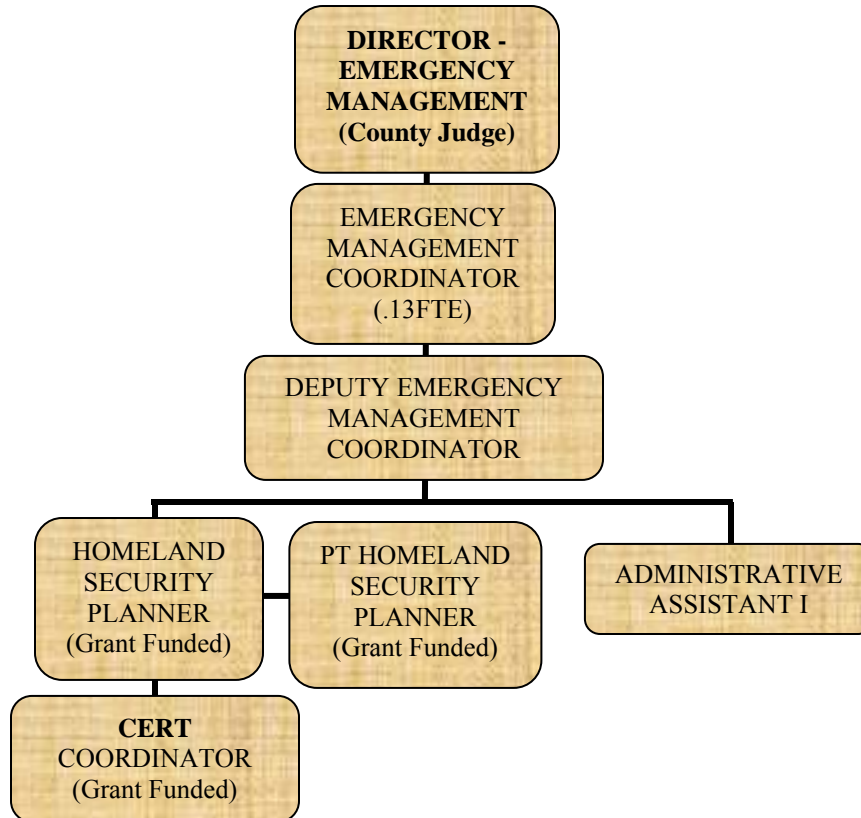 DIRECTOR -
EMERGENCY
MANAGEMENT
(County Judge)
EMERGENCY
MANAGEMENT
COORDINATOR
(.13FTE)
DEPUTY EMERGENCY
MANAGEMENT
COORDINATOR
HOMELAND
SECURITY
PLANNER
(Grant Funded)
PT HOMELAND
SECURITY
PLANNER
(Grant Funded)
ADMINISTRATIVE
ASSISTANT I
CERT
COORDINATOR
(Grant Funded)